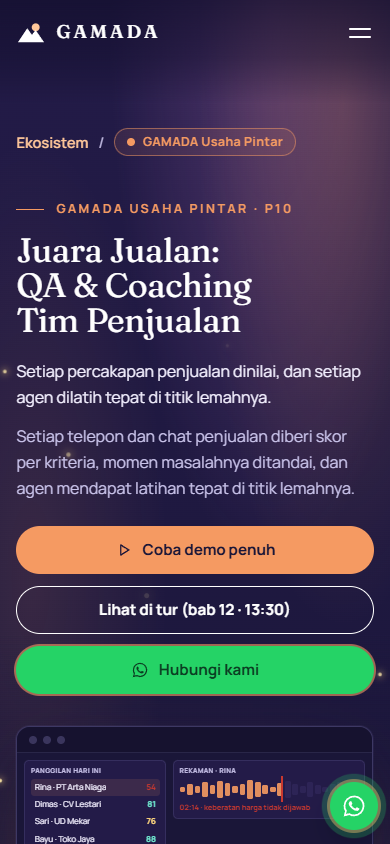 GAMADA
Ekosistem / GAMADA Usaha Pintar
GAMADA USAHA PINTAR · P10
Juara Jualan:
QA & Coaching
Tim Penjualan
Setiap percakapan penjualan dinilai, dan setiap
agen dilatih tepat di titik lemahnya.
Setiap telepon dan chat penjualan diberi skor
per kriteria, momen masalahnya ditandai, dan
agen mendapat latihan tepat di titik lemahnya.
Coba demo penuh
Lihat di tur (bab 12 · 13:30)
Hubungi kami
PANGGILAN HARI INI
Rina · PT Arta Niaga 54
Dimas · CV Lestari 81
Sari · UD Mekar 76
Bayu · Toko Jaya 88
REKAMAN · RINA
02:14 · keberatan harga tidak dijawab